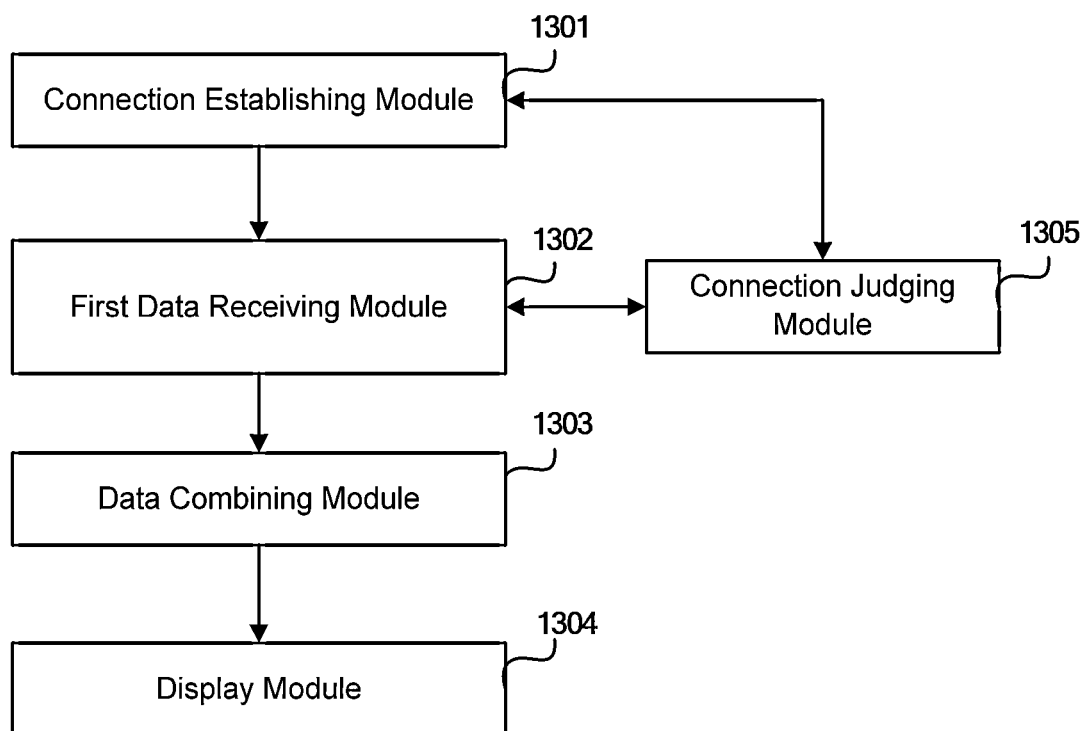 1301
Connection Establishing Module
1302
First Data Receiving Module
1305
Connection Judging
Module
1303
Data Combining Module
1304
Display Module